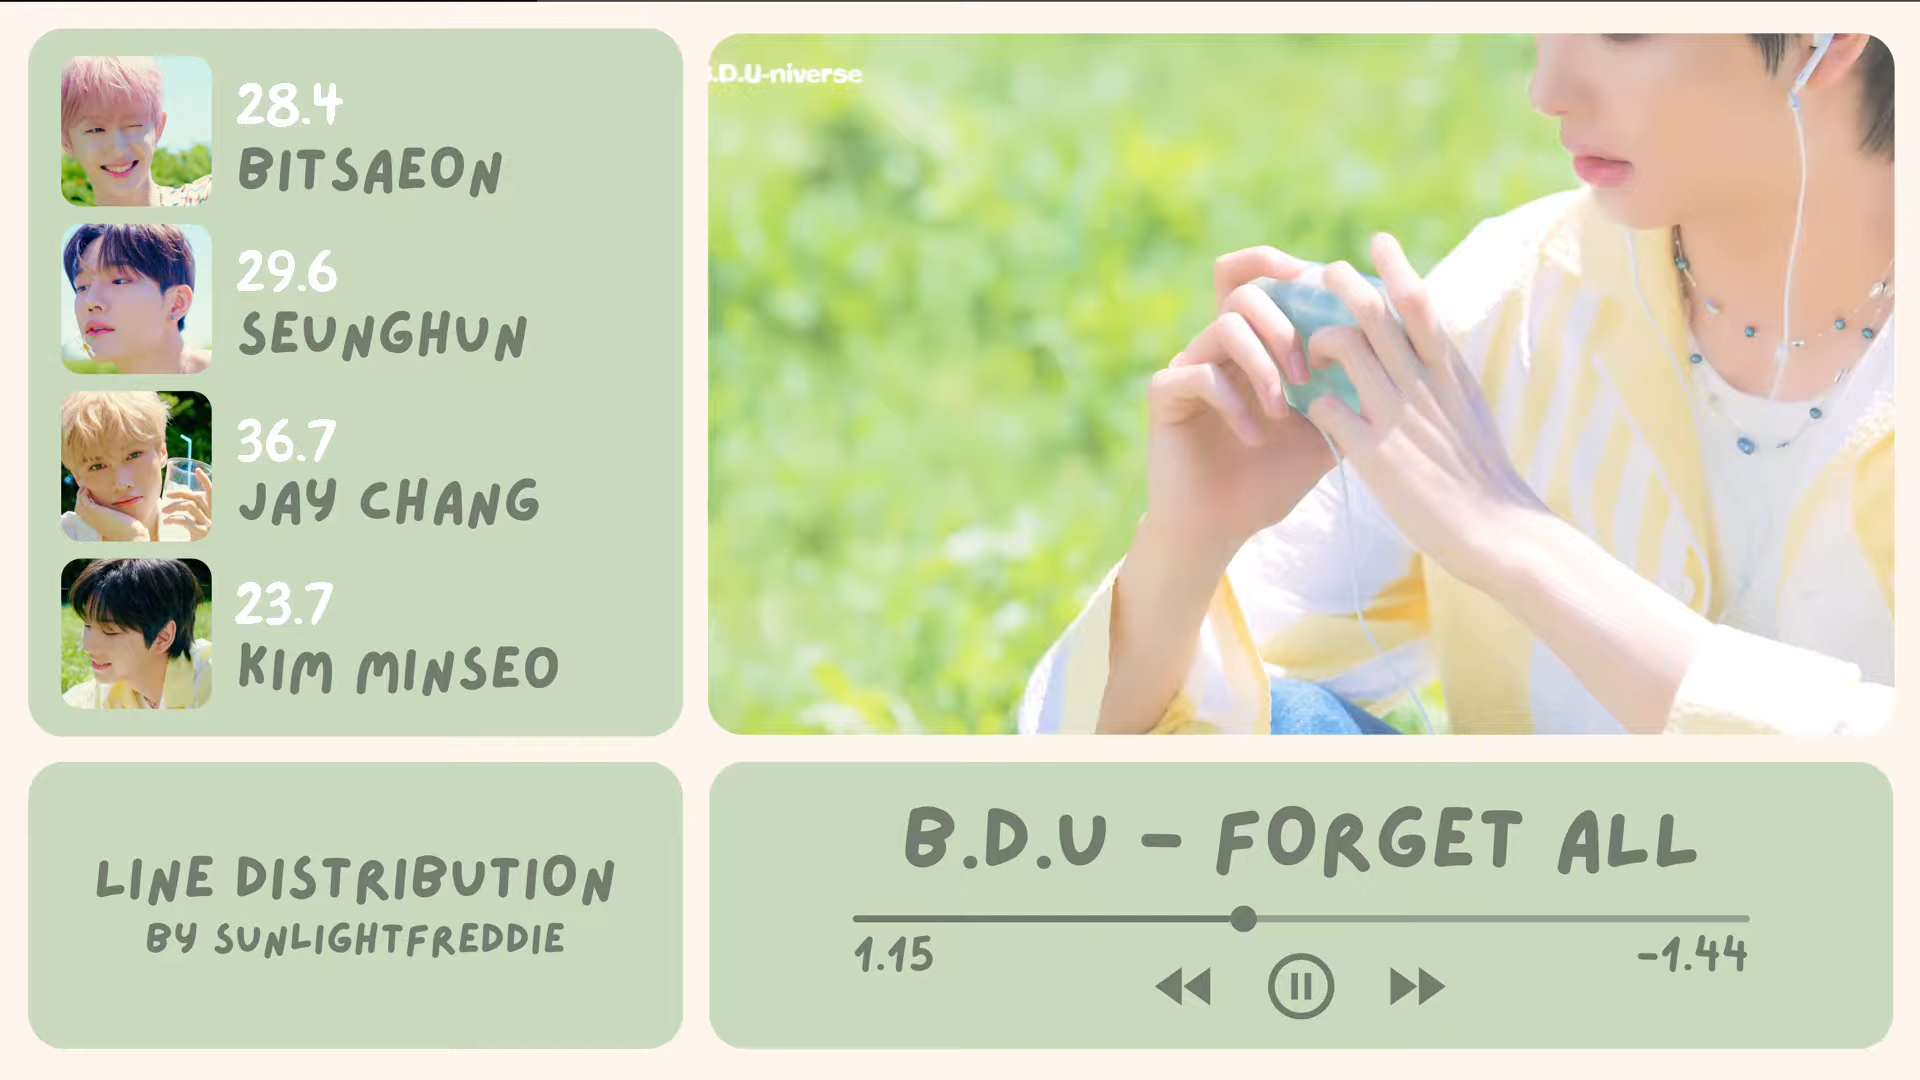 28.4
BITSAEON
29.6
SEUNGHUN
36.7
JAY CHANG
23.7
KIM MINSEO
.D.U-niverse
LINE DISTRIBUTION
BY SUNLIGHTFREDDIE
B.D.U - FORGET ALL
1.15
-1.44